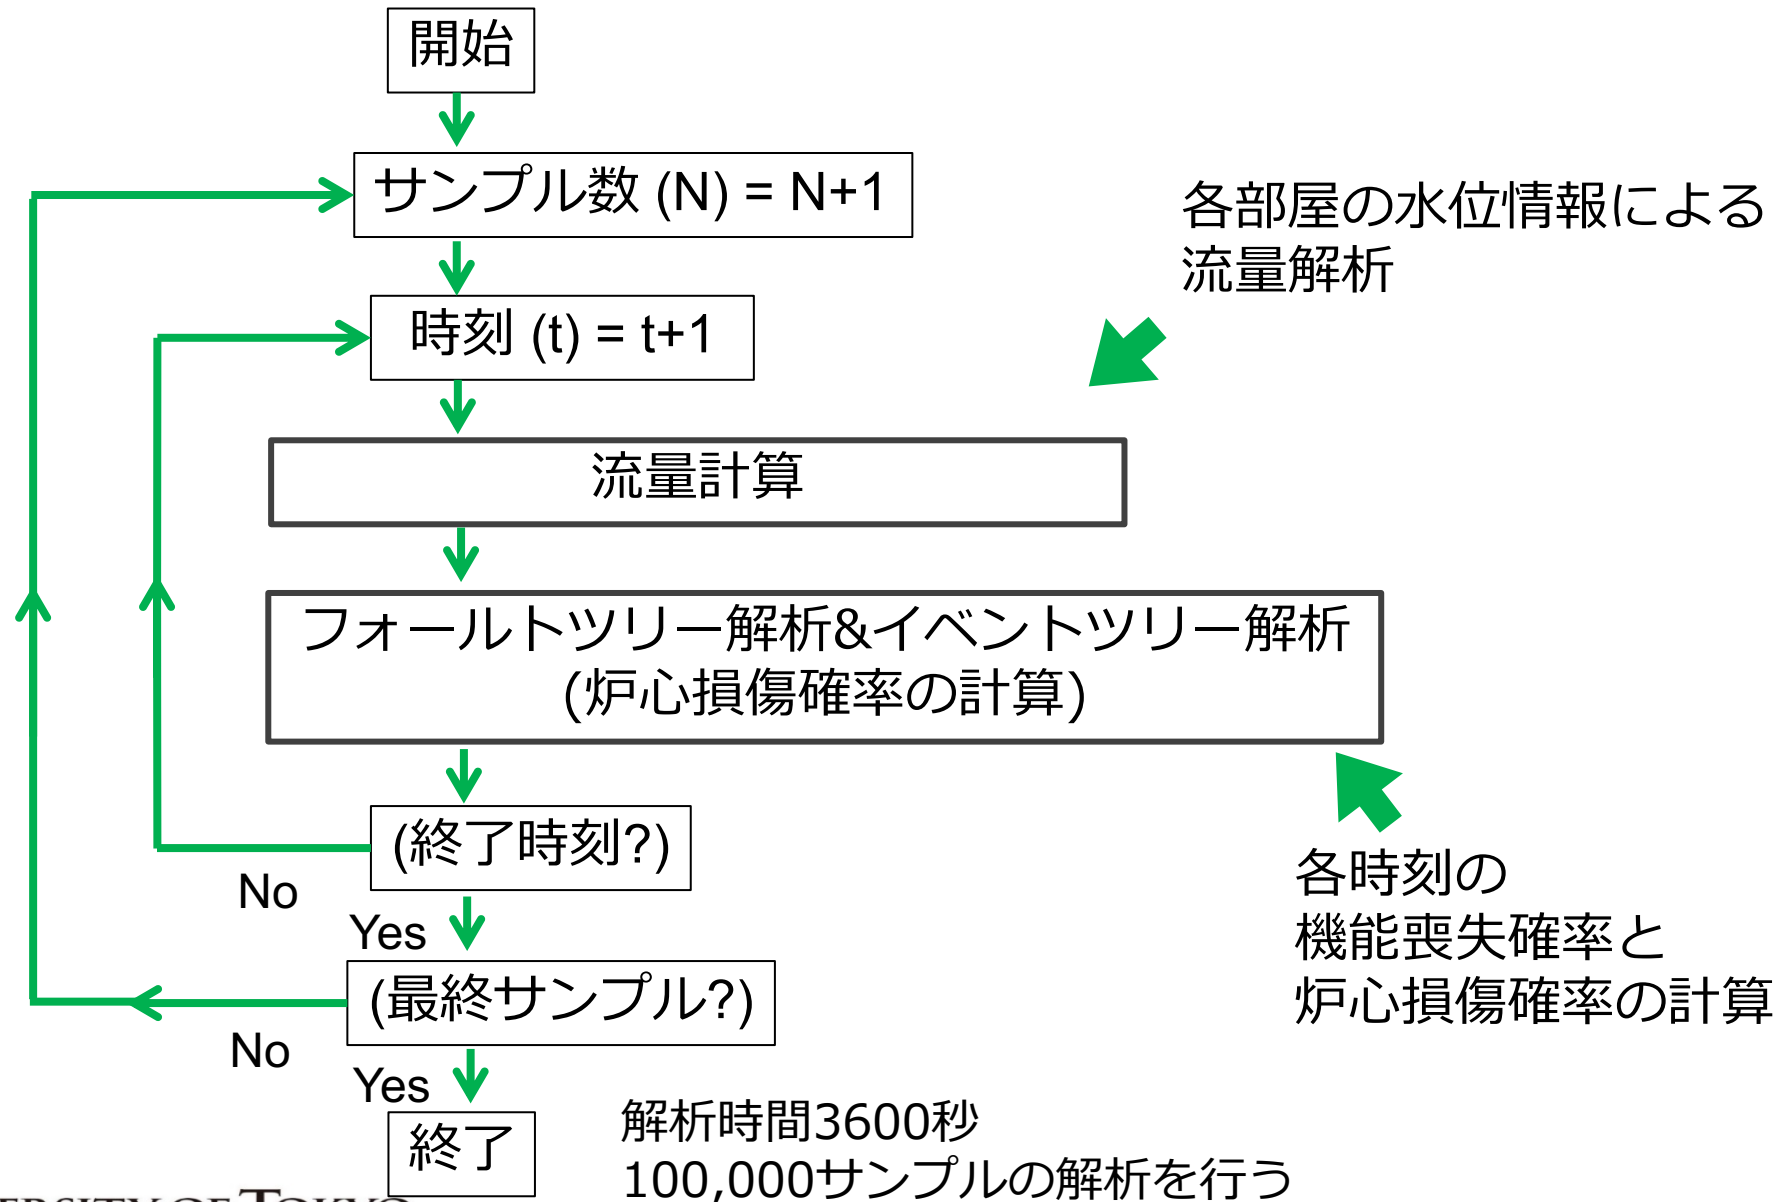 開始
サンプル数 (N) = N+1
各部屋の水位情報による
流量解析
時刻 (t) = t+1
流量計算
フォールトツリー解析&イベントツリー解析
(炉心損傷確率の計算)
(終了時刻?)
No
Yes
各時刻の
機能喪失確率と
炉心損傷確率の計算
(最終サンプル?)
No
Yes
終了
解析時間3600秒
100,000サンプルの解析を行う